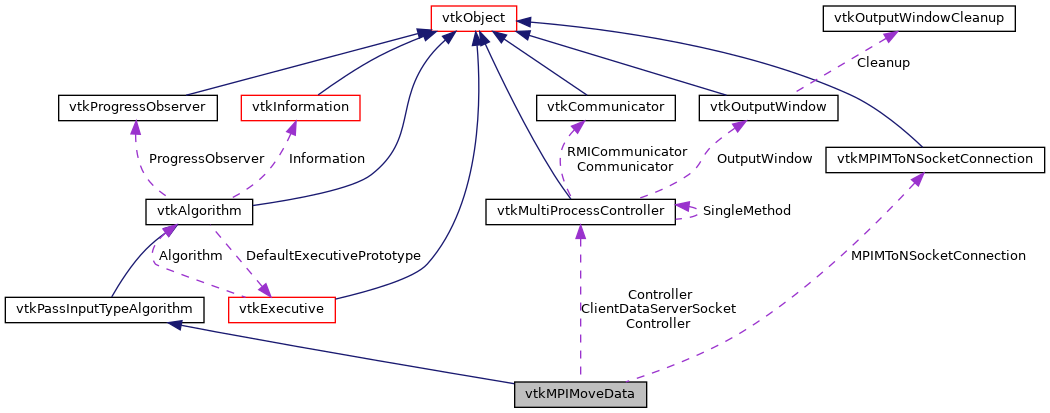 vtkObject
vtkOutputWindowCleanup
Cleanup
vtkProgressObserver
vtkInformation
vtkCommunicator
vtkOutputWindow
ProgressObserver
Information
RMICommunicator
Communicator
OutputWindow
vtkMPIMToNSocketConnection
vtkAlgorithm
vtkMultiProcessController
SingleMethod
Algorithm
DefaultExecutivePrototype
MPIMToNSocketConnection
vtkPassInputTypeAlgorithm
vtkExecutive
Controller
ClientDataServerSocket
Controller
vtkMPIMoveData